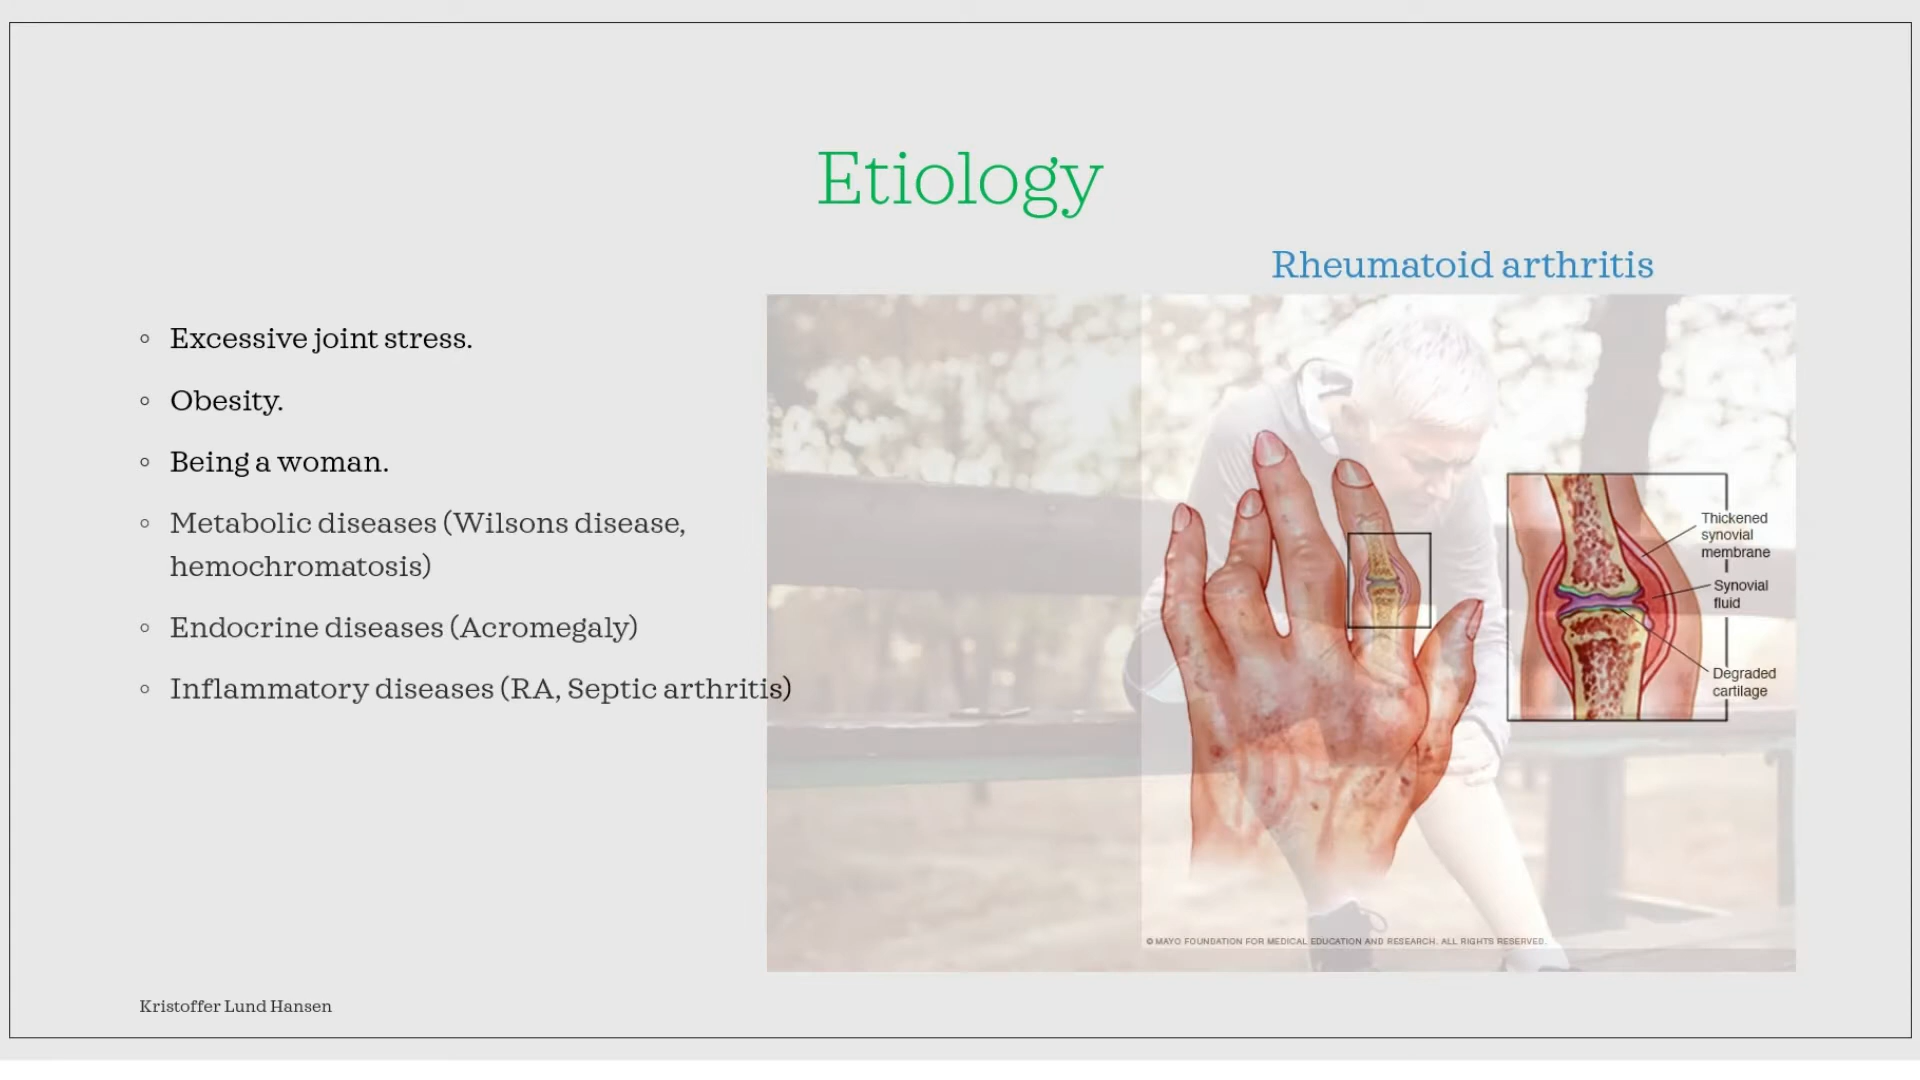 Etiology
Rheumatoid arthritis
Excessive joint stress.
Obesity.
Being a woman.
Metabolic diseases (Wilsons disease,
hemochromatosis)
Endocrine diseases (Acromegaly)
Inflammatory diseases (RA, Septic arthritis)
Thickened
synovial
membrane
Synovial
fluid
Degraded
cartilage
© MAYO FOUNDATION FOR MEDICAL EDUCATION AND RESEARCH. ALL RIGHTS RESERVED.
Kristoffer Lund Hansen